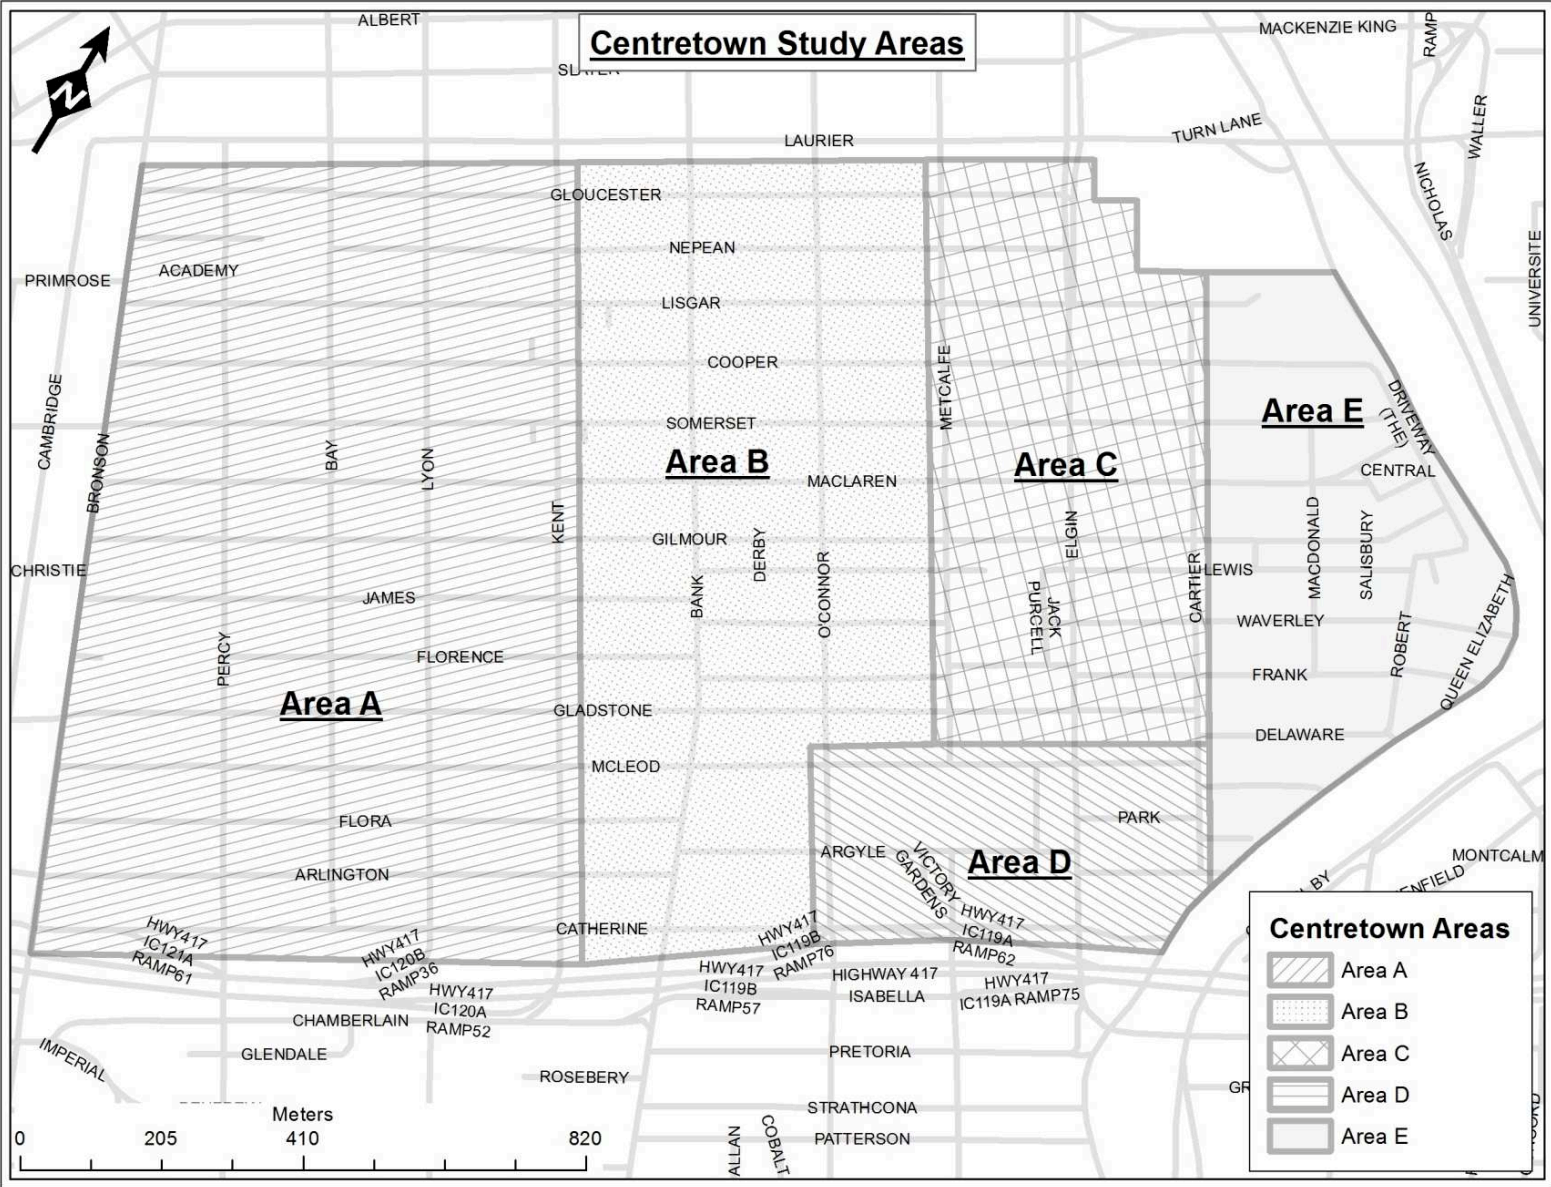 ALBERT
Centretown Study Areas
MACKENZIE KING
RAMP
N
SLATER
LAURIER
TURN LANE
WALLER
NICHOLAS
GLOUCESTER
NEPEAN
ACADEMY
PRIMROSE
LISGAR
UNIVERSITE
COOPER
METCALFE
CAMBRIDGE
BRONSON
SOMERSET
Area E
DRIVEWAY
(THE)
Area B
Area C
BAY
LYON
CENTRAL
MACLAREN
KENT
GILMOUR
DERBY
ELGIN
MACDONALD
SALISBURY
CHRISTIE
LEWIS
CARTIER
BANK
O'CONNOR
JAMES
JACK
PURCELL
WAVERLEY
QUEEN ELIZABETH
ROBERT
PERCY
FLORENCE
FRANK
Area A
GLADSTONE
DELAWARE
MCLEOD
FLORA
PARK
ARGYLE
VICTORY
GARDENS
Area D
ARLINGTON
MONTCALM
BY
CATHERINE
HWY417
IC121A
RAMP61
HWY417
IC120B
RAMP36
HWY417
IC119B
RAMP76
HWY417
IC119A
RAMP62
HWY417
IC119B
RAMP57
HIGHWAY 417
ISABELLA
HWY417
IC119A RAMP75
HWY417
IC120A
RAMP52
CHAMBERLAIN
IMPERIAL
GLENDALE
PRETORIA
ROSEBERY
STRATHCONA
PATTERSON
ALLAN
COBALT
Centretown Areas
Area A
Area B
Area C
Area D
Area E
Meters
0 205 410 820